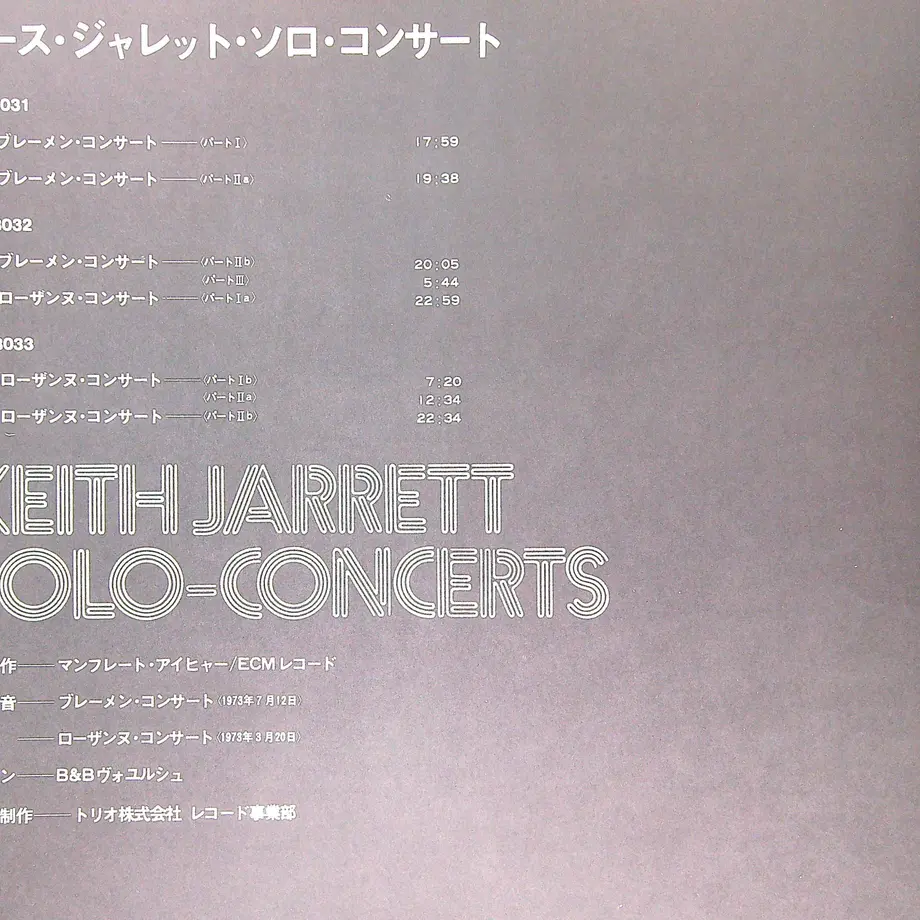 ース・ジャレット・ソロ・コンサート
031
ブレーメン・コンサート――〈パートⅠ〉 17:59
ブレーメン・コンサート――〈パートⅡa〉 19:38
3032
ブレーメン・コンサート――〈パートⅡb〉 20:05
〈パートⅢ〉 5:44
ローザンヌ・コンサート――〈パートⅠa〉 22:59
3033
ローザンヌ・コンサート――〈パートⅠb〉 7:20
〈パートⅡa〉 12:34
ローザンヌ・コンサート――〈パートⅡb〉 22:34
KEITH JARRETT
OLO-CONCERTS
作――マンフレート・アイヒャー/ECMレコード
音――ブレーメン・コンサート〈1973年7月12日〉
――ローザンヌ・コンサート〈1973年3月20日〉
ン――B&Bヴォユルシュ
制作――トリオ株式会社 レコード事業部